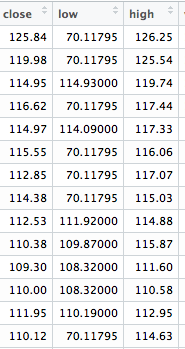 close low high
125.84 70.11795 126.25
119.98 70.11795 125.54
114.95 114.93000 119.74
116.62 70.11795 117.44
114.97 114.09000 117.33
115.55 70.11795 116.06
112.85 70.11795 117.07
114.38 70.11795 115.03
112.53 111.92000 114.88
110.38 109.87000 115.87
109.30 108.32000 111.60
110.00 108.32000 110.58
111.95 110.19000 112.95
110.12 70.11795 114.63